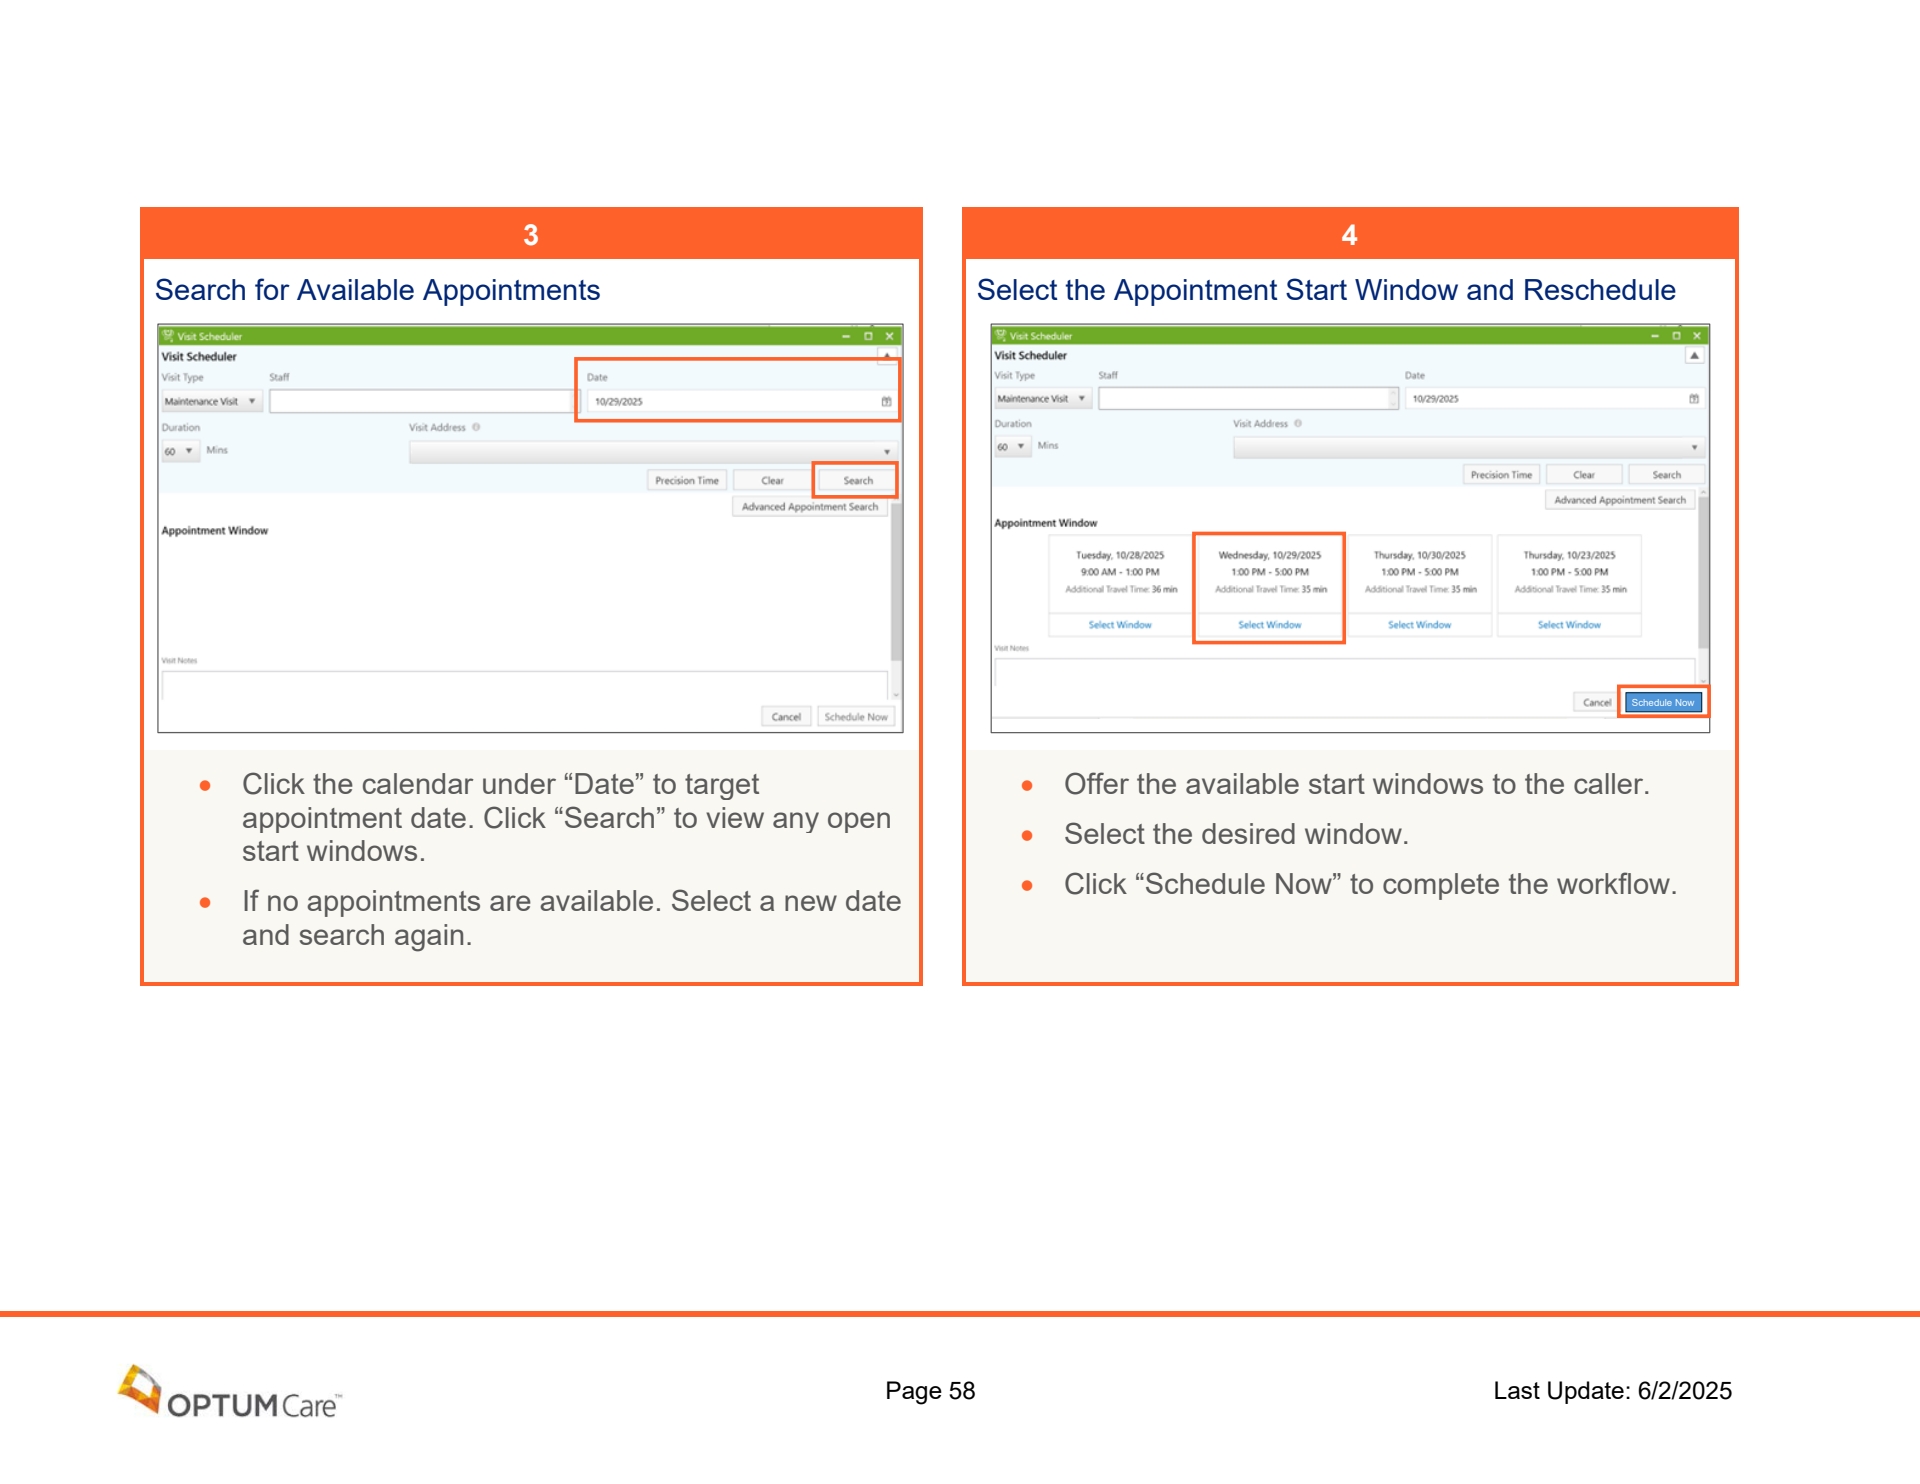 3
Search for Available Appointments
Visit Scheduler
Visit Scheduler
Visit Type Staff Date
Maintenance Visit 10/29/2025
Duration Visit Address
60 Mins
Precision Time Clear Search
Advanced Appointment Search
Appointment Window
Visit Notes
Cancel Schedule Now
• Click the calendar under “Date” to target
appointment date. Click “Search” to view any open
start windows.
• If no appointments are available. Select a new date
and search again.
4
Select the Appointment Start Window and Reschedule
Visit Scheduler
Visit Scheduler
Visit Type Staff Date
Maintenance Visit 10/29/2025
Duration Visit Address
60 Mins
Precision Time Clear Search
Advanced Appointment Search
Appointment Window
Tuesday, 10/28/2025 Wednesday, 10/29/2025 Thursday, 10/30/2025 Thursday, 10/23/2025
9:00 AM - 1:00 PM 1:00 PM - 5:00 PM 1:00 PM - 5:00 PM 1:00 PM - 5:00 PM
Additional Travel Time: 36 min Additional Travel Time: 35 min Additional Travel Time: 35 min Additional Travel Time: 35 min
Select Window Select Window Select Window Select Window
Visit Notes
Cancel Schedule Now
• Offer the available start windows to the caller.
• Select the desired window.
• Click “Schedule Now” to complete the workflow.
OPTUMCare™ Page 58 Last Update: 6/2/2025